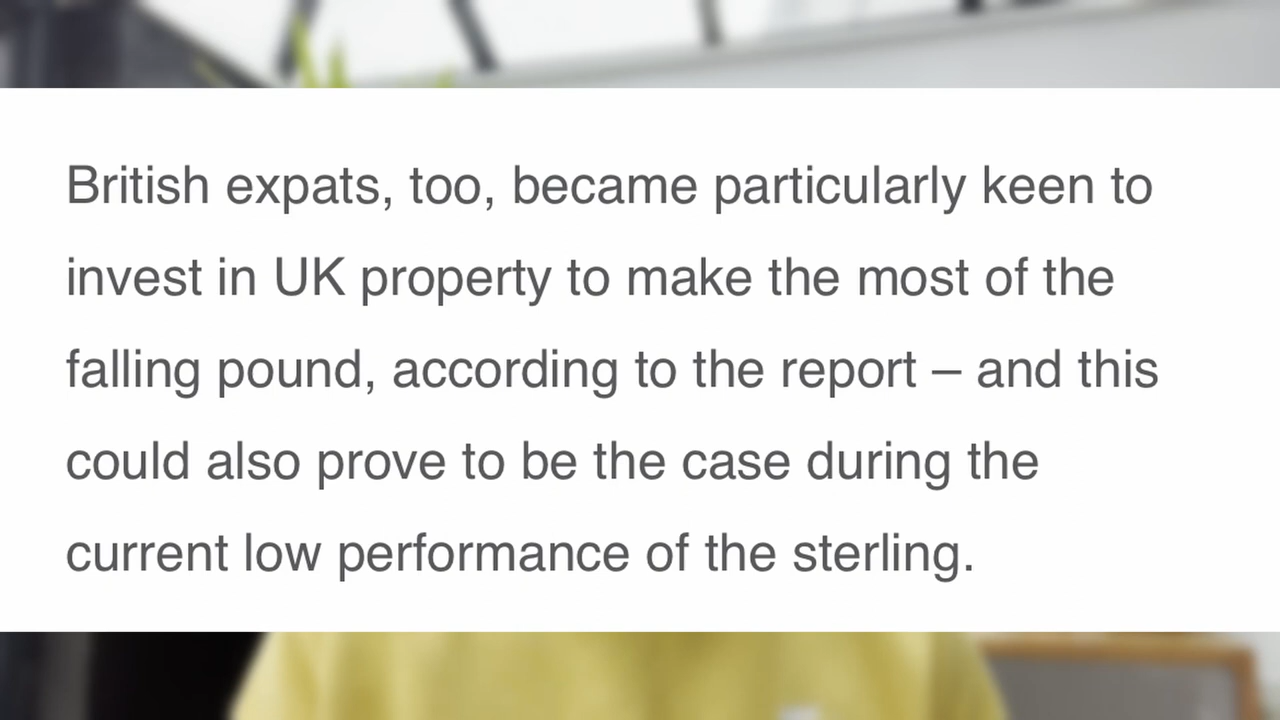 British expats, too, became particularly keen to
invest in UK property to make the most of the
falling pound, according to the report – and this
could also prove to be the case during the
current low performance of the sterling.